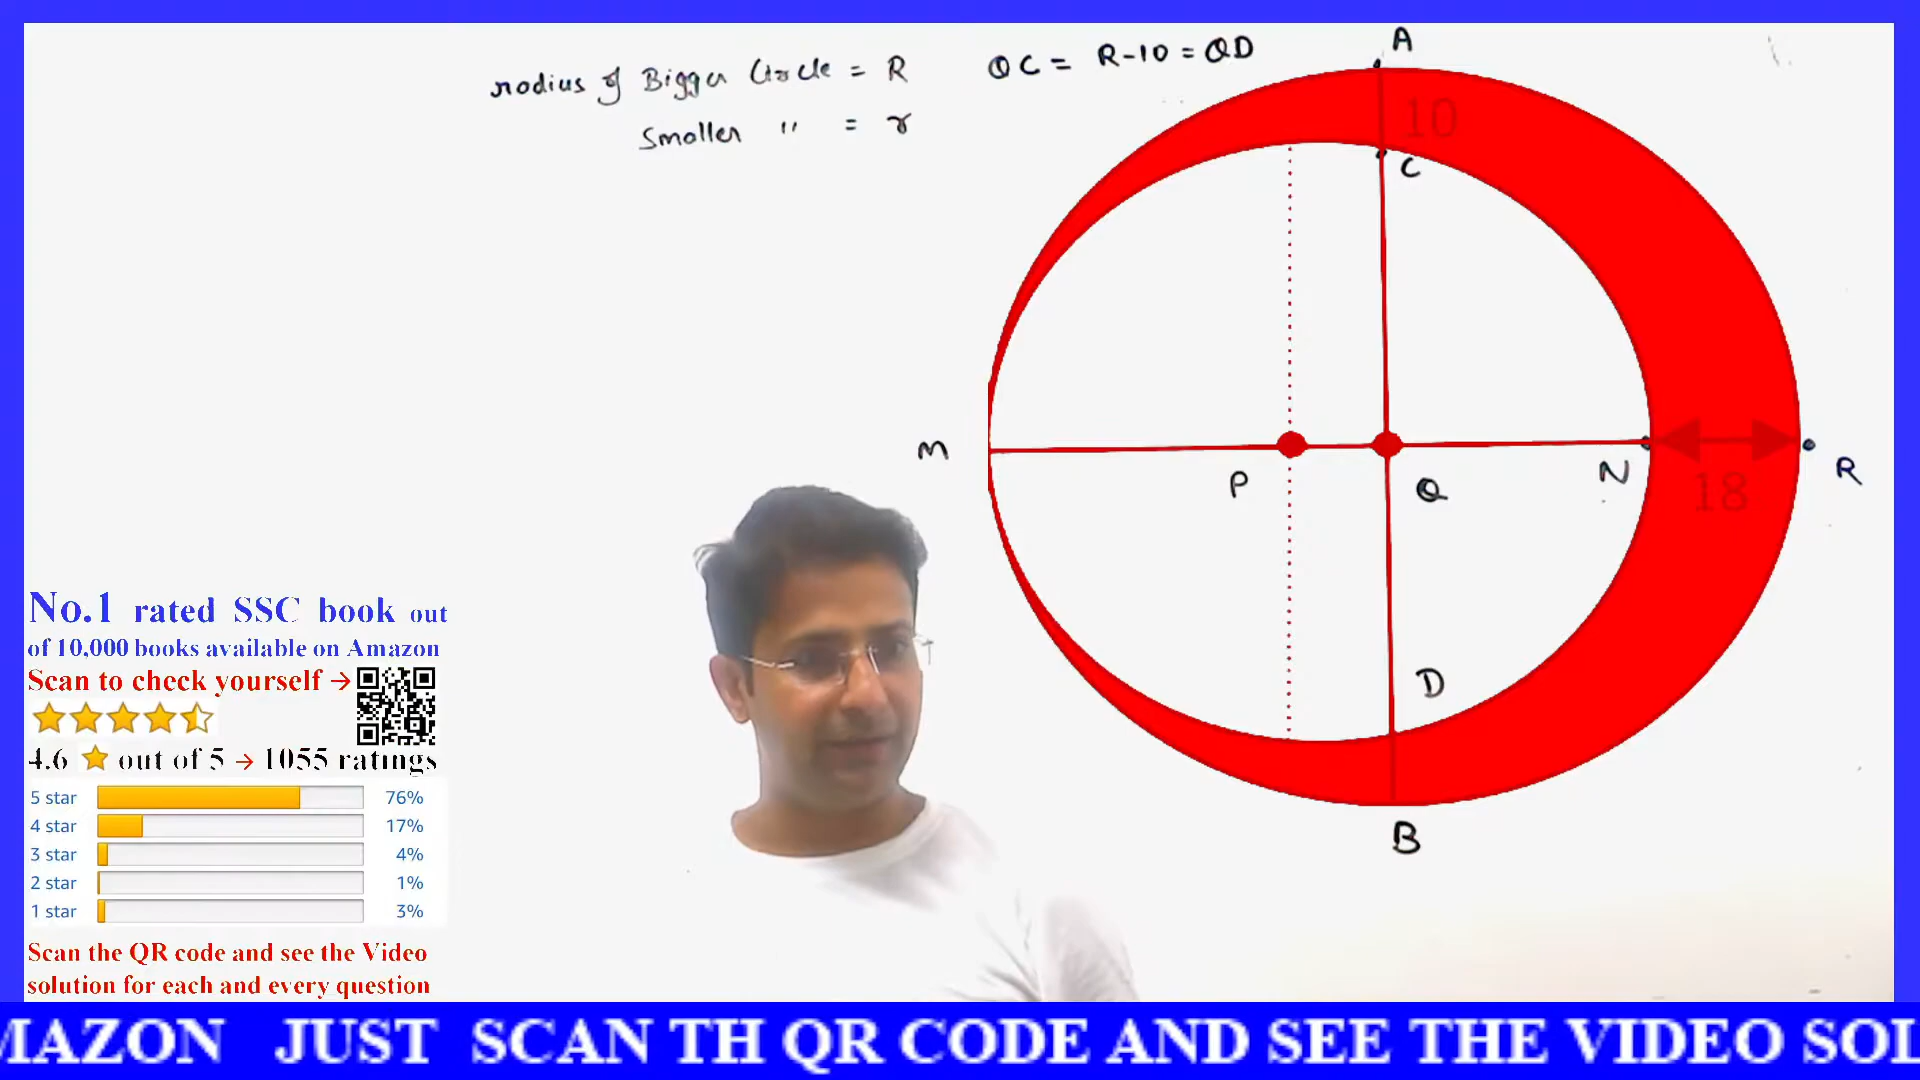 radius of Bigger Circle = R
QC = R-10 = QD
Smaller " = r
A
10
C
M
P
Q
N
R
18
D
B
No.1 rated SSC book out
of 10,000 books available on Amazon
Scan to check yourself →
4.6 out of 5 → 1055 ratings
5 star 76%
4 star 17%
3 star 4%
2 star 1%
1 star 3%
Scan the QR code and see the Video
solution for each and every question
MAZON JUST SCAN TH QR CODE AND SEE THE VIDEO SOL